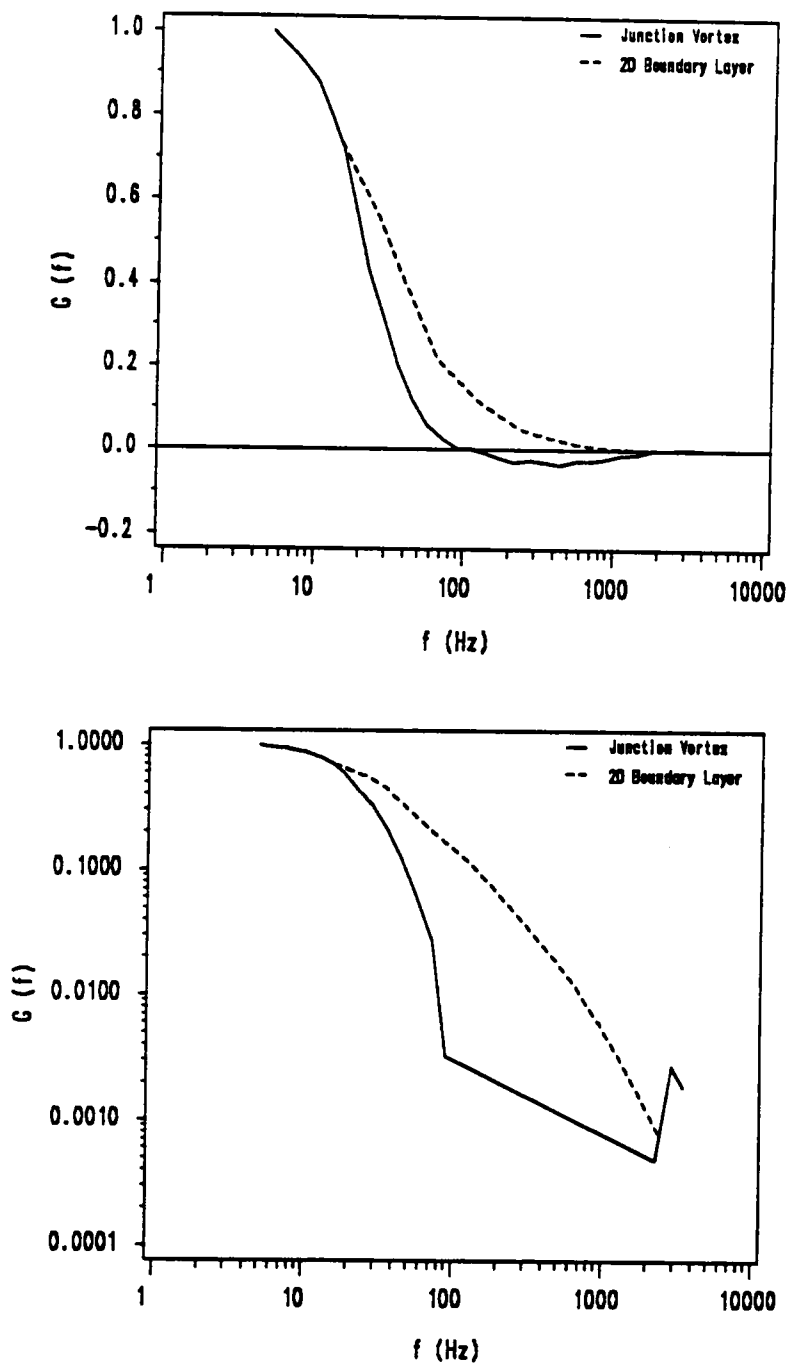 1.0
0.8
0.6
0.4
0.2
0.0
-0.2
G (f)
Junction Vortex
2D Boundary Layer
1
10
100
1000
10000
f (Hz)
1.0000
0.1000
0.0100
0.0010
0.0001
G (f)
Junction Vortex
2D Boundary Layer
1
10
100
1000
10000
f (Hz)